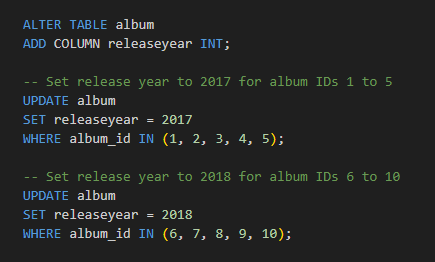 ALTER TABLE album
ADD COLUMN releaseyear INT;
-- Set release year to 2017 for album IDs 1 to 5
UPDATE album
SET releaseyear = 2017
WHERE album_id IN (1, 2, 3, 4, 5);
-- Set release year to 2018 for album IDs 6 to 10
UPDATE album
SET releaseyear = 2018
WHERE album_id IN (6, 7, 8, 9, 10);